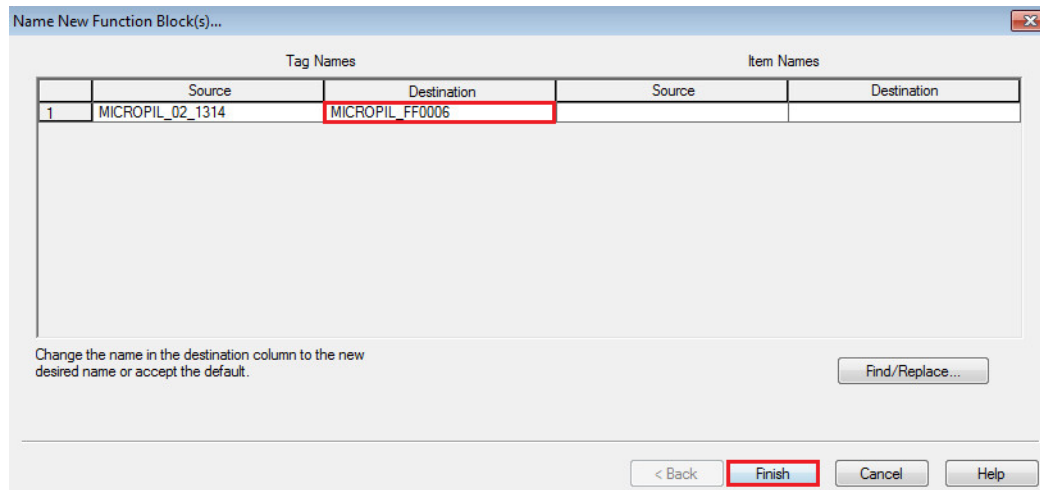 Name New Function Block(s)...
Tag Names Item Names
Source Destination Source Destination
1 MICROPIL_02_1314 MICROPIL_FF0006
Change the name in the destination column to the new
desired name or accept the default.
Find/Replace...
< Back Finish Cancel Help